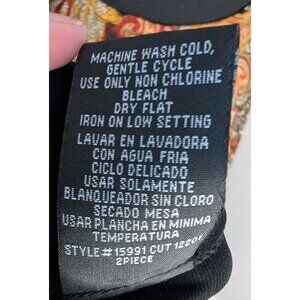 MACHINE WASH COLD,
GENTLE CYCLE
USE ONLY NON CHLORINE
BLEACH
DRY FLAT
IRON ON LOW SETTING
LAVAR EN LAVADORA
CON AGUA FRIA
CICLO DELICADO
USAR SOLAMENTE
BLANQUEADOR SIN CLORO
SECADO MESA
USAR PLANCHA EN MINIMA
TEMPERATURA
STYLE#15991 CUT
2PIECE